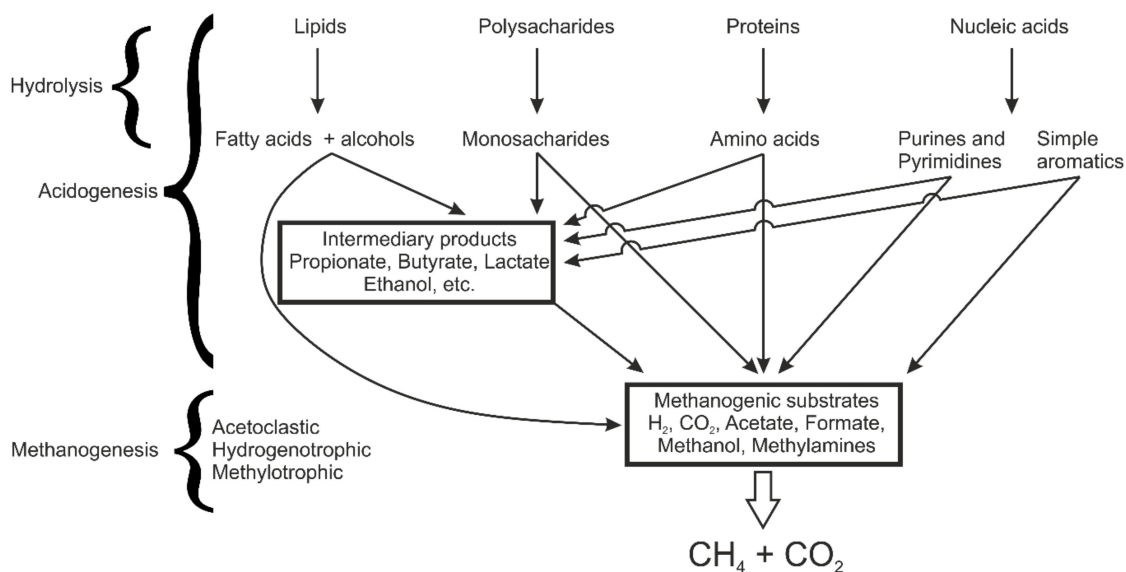 Lipids
Polysacharides
Proteins
Nucleic acids
Hydrolysis
Fatty acids + alcohols
Monosacharides
Amino acids
Purines and
Pyrimidines
Simple
aromatics
Acidogenesis
Intermediary products
Propionate, Butyrate, Lactate
Ethanol, etc.
Methanogenic substrates
H₂, CO₂, Acetate, Formate,
Methanol, Methylamines
Methanogenesis
Acetoclastic
Hydrogenotrophic
Methylotrophic
CH₄ + CO₂